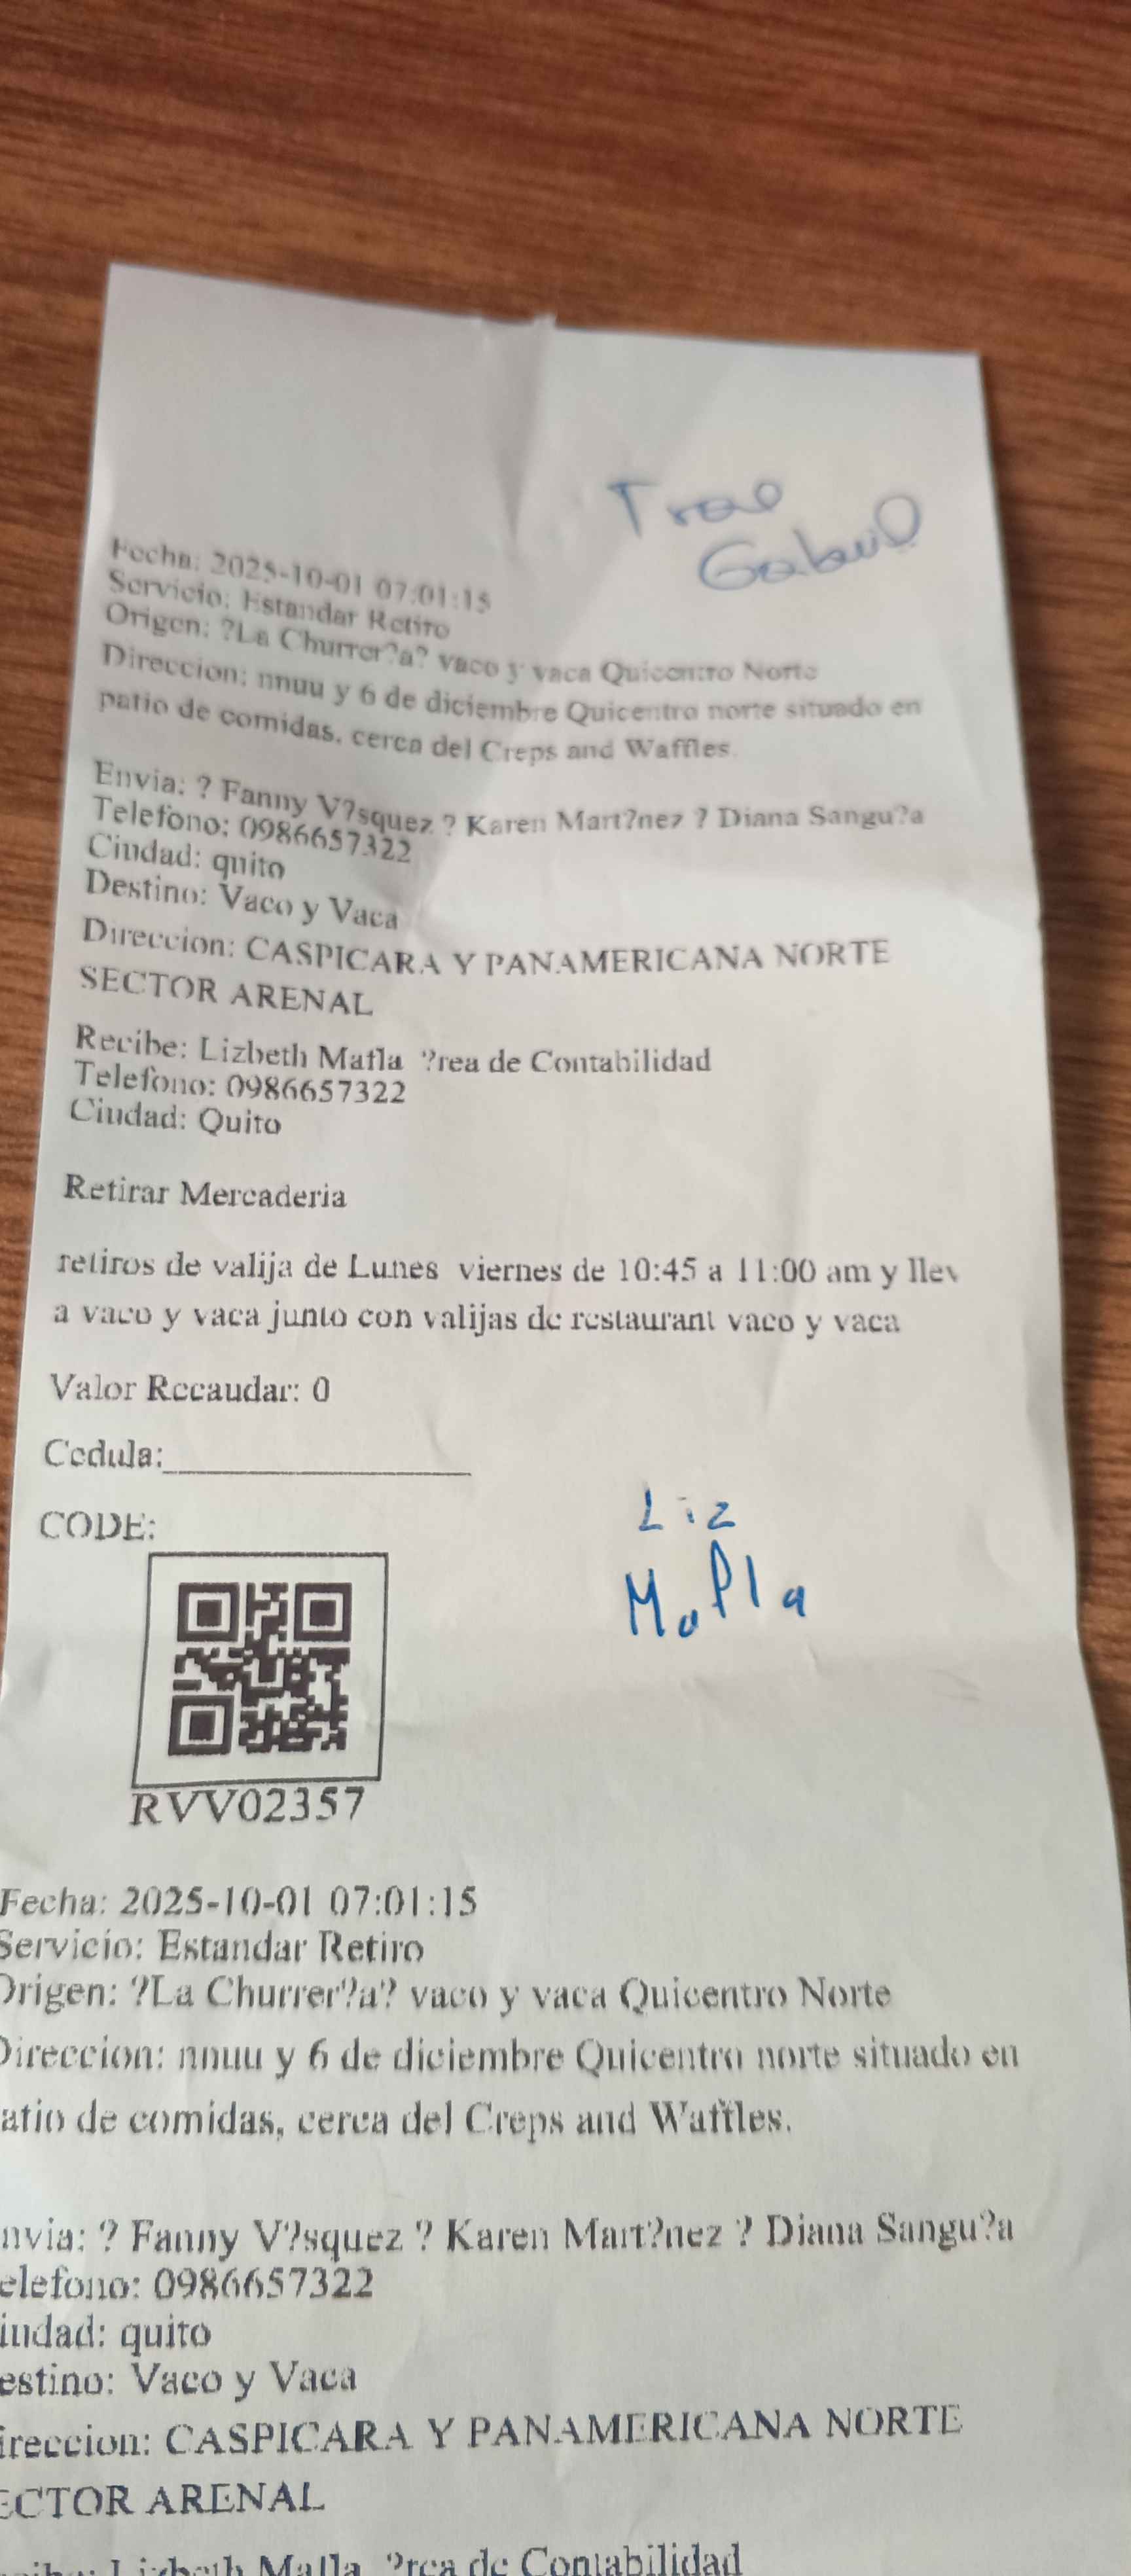 Trae
Gabriel
Fecha: 2025-10-01 07:01:15
Servicio: Estandar Retiro
Origen: ?La Churrer?a? vaco y vaca Quicentro Norte
Direccion: nnuu y 6 de diciembre Quicentro norte situado en
patio de comidas, cerca del Creps and Waffles.
Envia: ? Fanny V?squez ? Karen Mart?nez ? Diana Sangu?a
Telefono: 0986657322
Ciudad: quito
Destino: Vaco y Vaca
Direccion: CASPICARA Y PANAMERICANA NORTE
SECTOR ARENAL
Recibe: Lizbeth Mafla ?rea de Contabilidad
Telefono: 0986657322
Ciudad: Quito
Retirar Mercaderia
retiros de valija de Lunes viernes de 10:45 a 11:00 am y llev
a vaco y vaca junto con valijas de restaurant vaco y vaca
Valor Recaudar: 0
Cedula:
CODE:
Liz
Mafla
RVV02357
Fecha: 2025-10-01 07:01:15
Servicio: Estandar Retiro
Origen: ?La Churrer?a? vaco y vaca Quicentro Norte
Direccion: nnuu y 6 de diciembre Quicentro norte situado en
atio de comidas, cerca del Creps and Waffles.
nvia: ? Fanny V?squez ? Karen Mart?nez ? Diana Sangu?a
elefono: 0986657322
iudad: quito
estino: Vaco y Vaca
ireccion: CASPICARA Y PANAMERICANA NORTE
ECTOR ARENAL
Lizbeth Mafla ?rea de Contabilidad